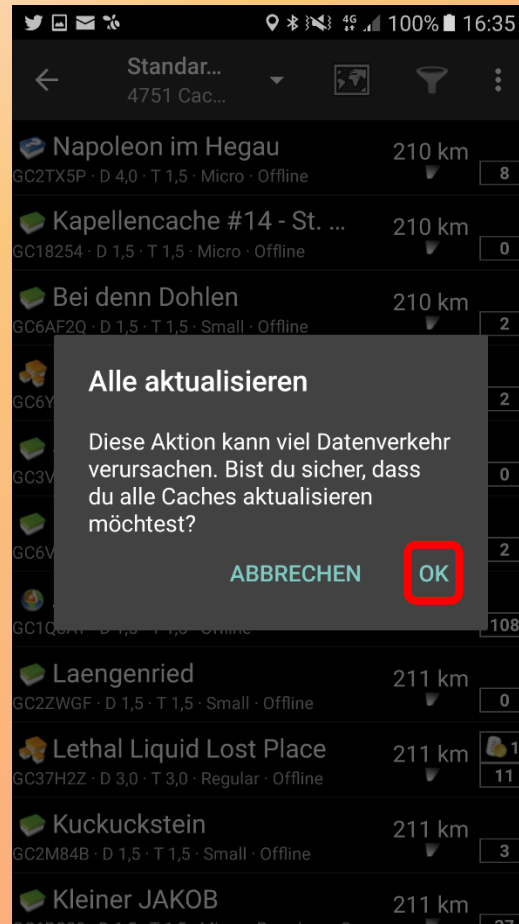 4G 100% 16:35
Standar...
4751 Cac...
Napoleon im Hegau 210 km
GC2TX5P · D 4,0 · T 1,5 · Micro · Offline 8
Kapellencache #14 - St. ... 210 km
GC18254 · D 1,5 · T 1,5 · Micro · Offline 0
Bei denn Dohlen 210 km
GC6AF2Q · D 1,5 · T 1,5 · Small · Offline 2
GC6Y 2
GC3V 0
GC6V 2
Alle aktualisieren
Diese Aktion kann viel Datenverkehr
verursachen. Bist du sicher, dass
du alle Caches aktualisieren
möchtest?
ABBRECHEN OK
108
Laengenried 211 km
GC2ZWGF · D 1,5 · T 1,5 · Small · Offline 0
Lethal Liquid Lost Place 211 km 1
GC37H2Z · D 3,0 · T 3,0 · Regular · Offline 11
Kuckuckstein 211 km
GC2M84B · D 1,5 · T 1,5 · Small · Offline 3
Kleiner JAKOB 211 km